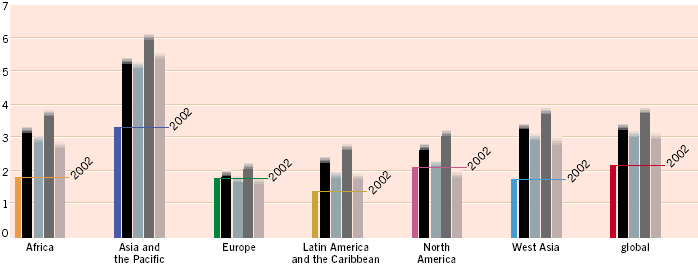 7
6
5
4
3
2
1
0
2002
2002
2002
2002
2002
2002
2002
Africa
Asia and
the Pacific
Europe
Latin America
and the Caribbean
North
America
West Asia
global